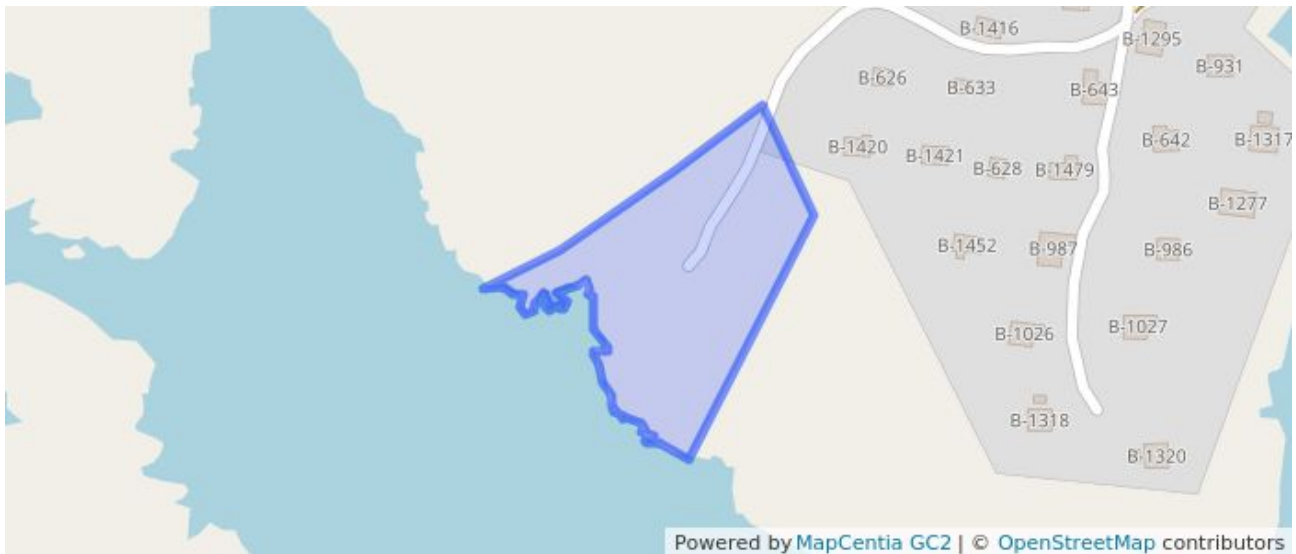 B-1416
B-1295
B-931
B-626
B-633
B-643
B-642
B-1317
B-1420
B-1421
B-628
B-1479
B-1277
B-1452
B-987
B-986
B-1026
B-1027
B-1318
B-1320
Powered by MapCentia GC2 | © OpenStreetMap contributors